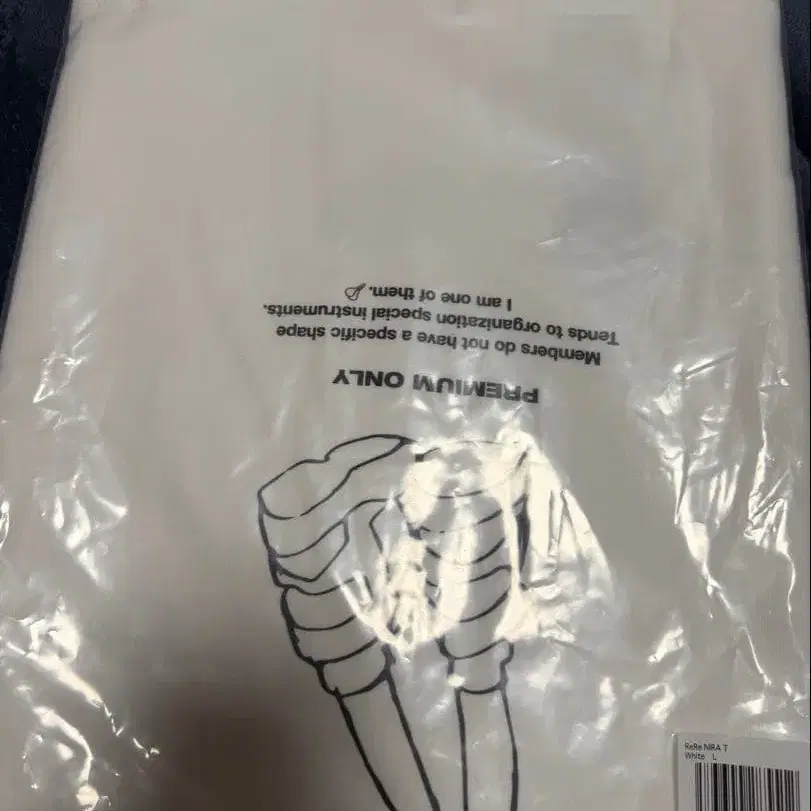 PREMIUM ONLY
Members do not have a specific shape
Tends to organization special instruments.
I am one of them.
ReRe NIRA T
White L